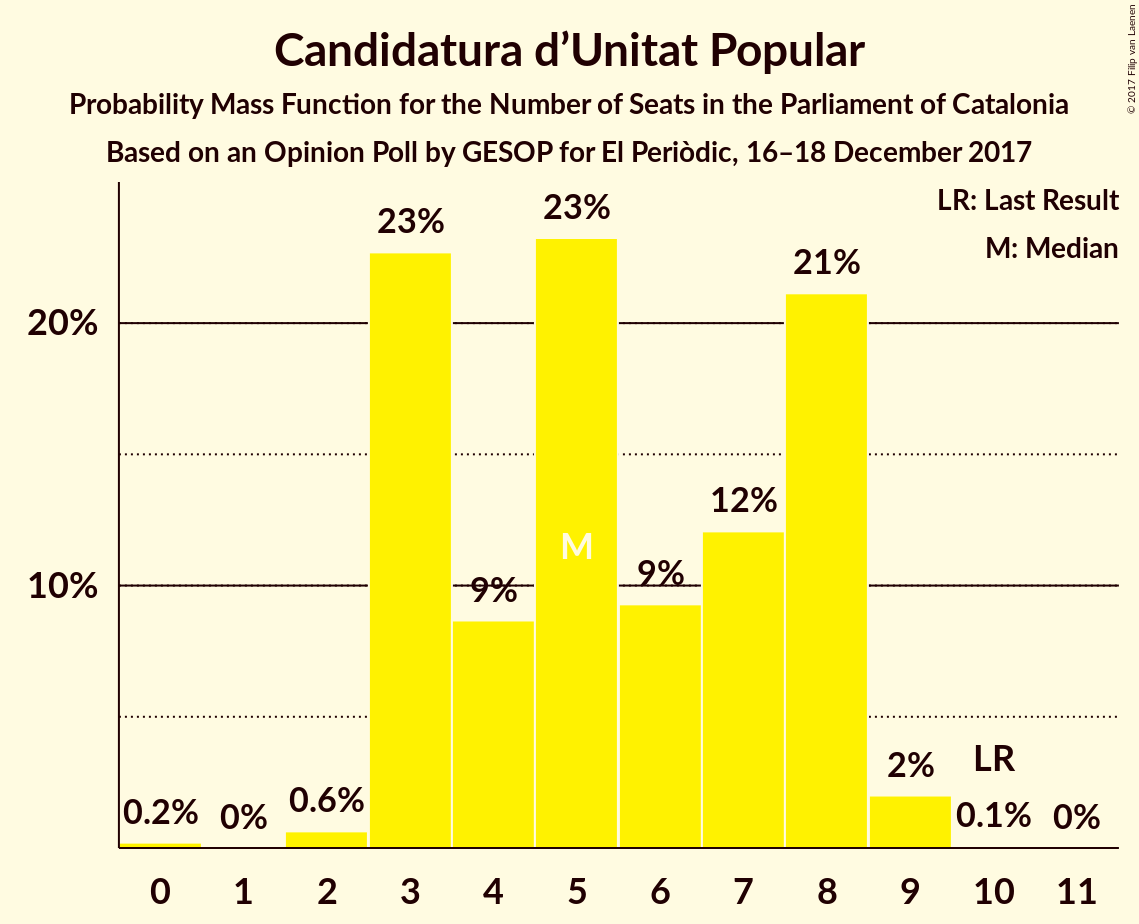 Candidatura d’Unitat Popular
Probability Mass Function for the Number of Seats in the Parliament of Catalonia
Based on an Opinion Poll by GESOP for El Periòdic, 16–18 December 2017
© 2017 Filip van Laenen
LR: Last Result
M: Median
23%
23%
21%
20%
12%
M
10%
9%
9%
LR
0.2%
0%
0.6%
2%
0.1%
0%
0 1 2 3 4 5 6 7 8 9 10 11